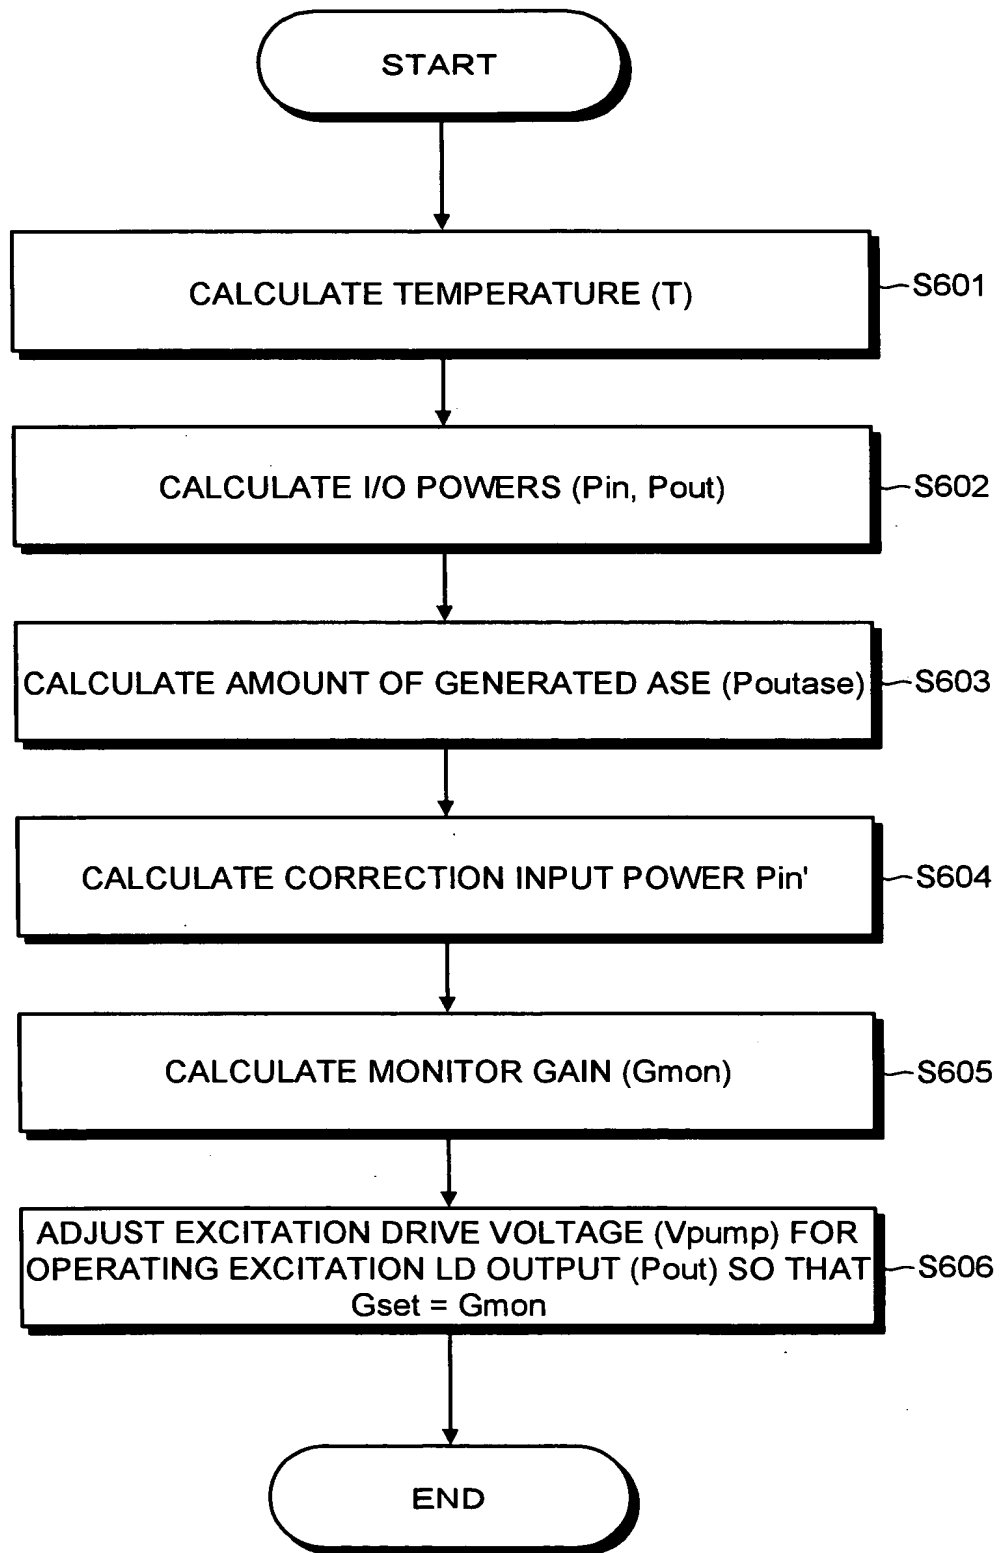 START
CALCULATE TEMPERATURE (T)
S601
CALCULATE I/O POWERS (Pin, Pout)
S602
CALCULATE AMOUNT OF GENERATED ASE (Poutase)
S603
CALCULATE CORRECTION INPUT POWER Pin'
S604
CALCULATE MONITOR GAIN (Gmon)
S605
ADJUST EXCITATION DRIVE VOLTAGE (Vpump) FOR
OPERATING EXCITATION LD OUTPUT (Pout) SO THAT
Gset = Gmon
S606
END